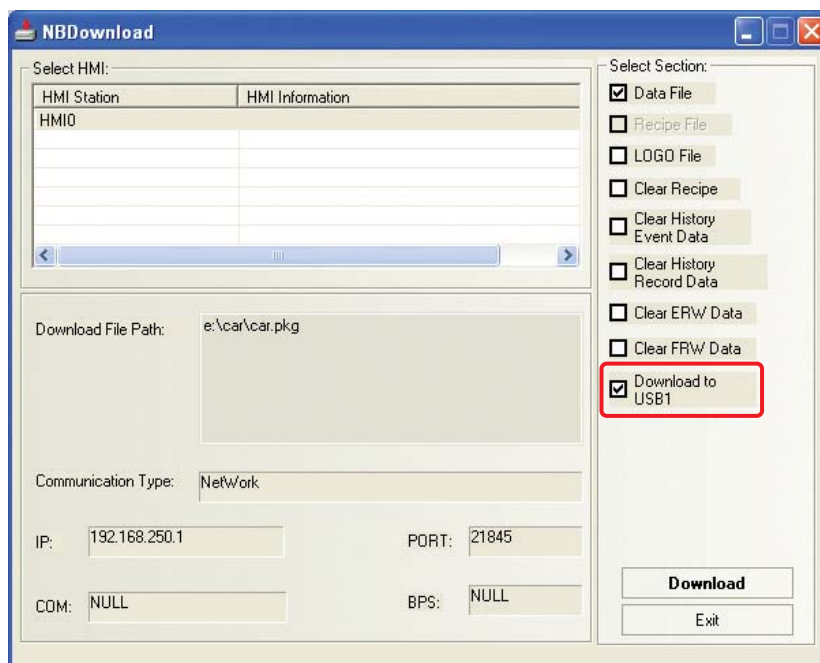 NBDownload
Select HMI:
HMI Station HMI Information
HMI0
Download File Path: e:\car\car.pkg
Communication Type: NetWork
IP: 192.168.250.1 PORT: 21845
COM: NULL BPS: NULL
Select Section:
Data File
Recipe File
LOGO File
Clear Recipe
Clear History
Event Data
Clear History
Record Data
Clear ERW Data
Clear FRW Data
Download to
USB1
Download
Exit